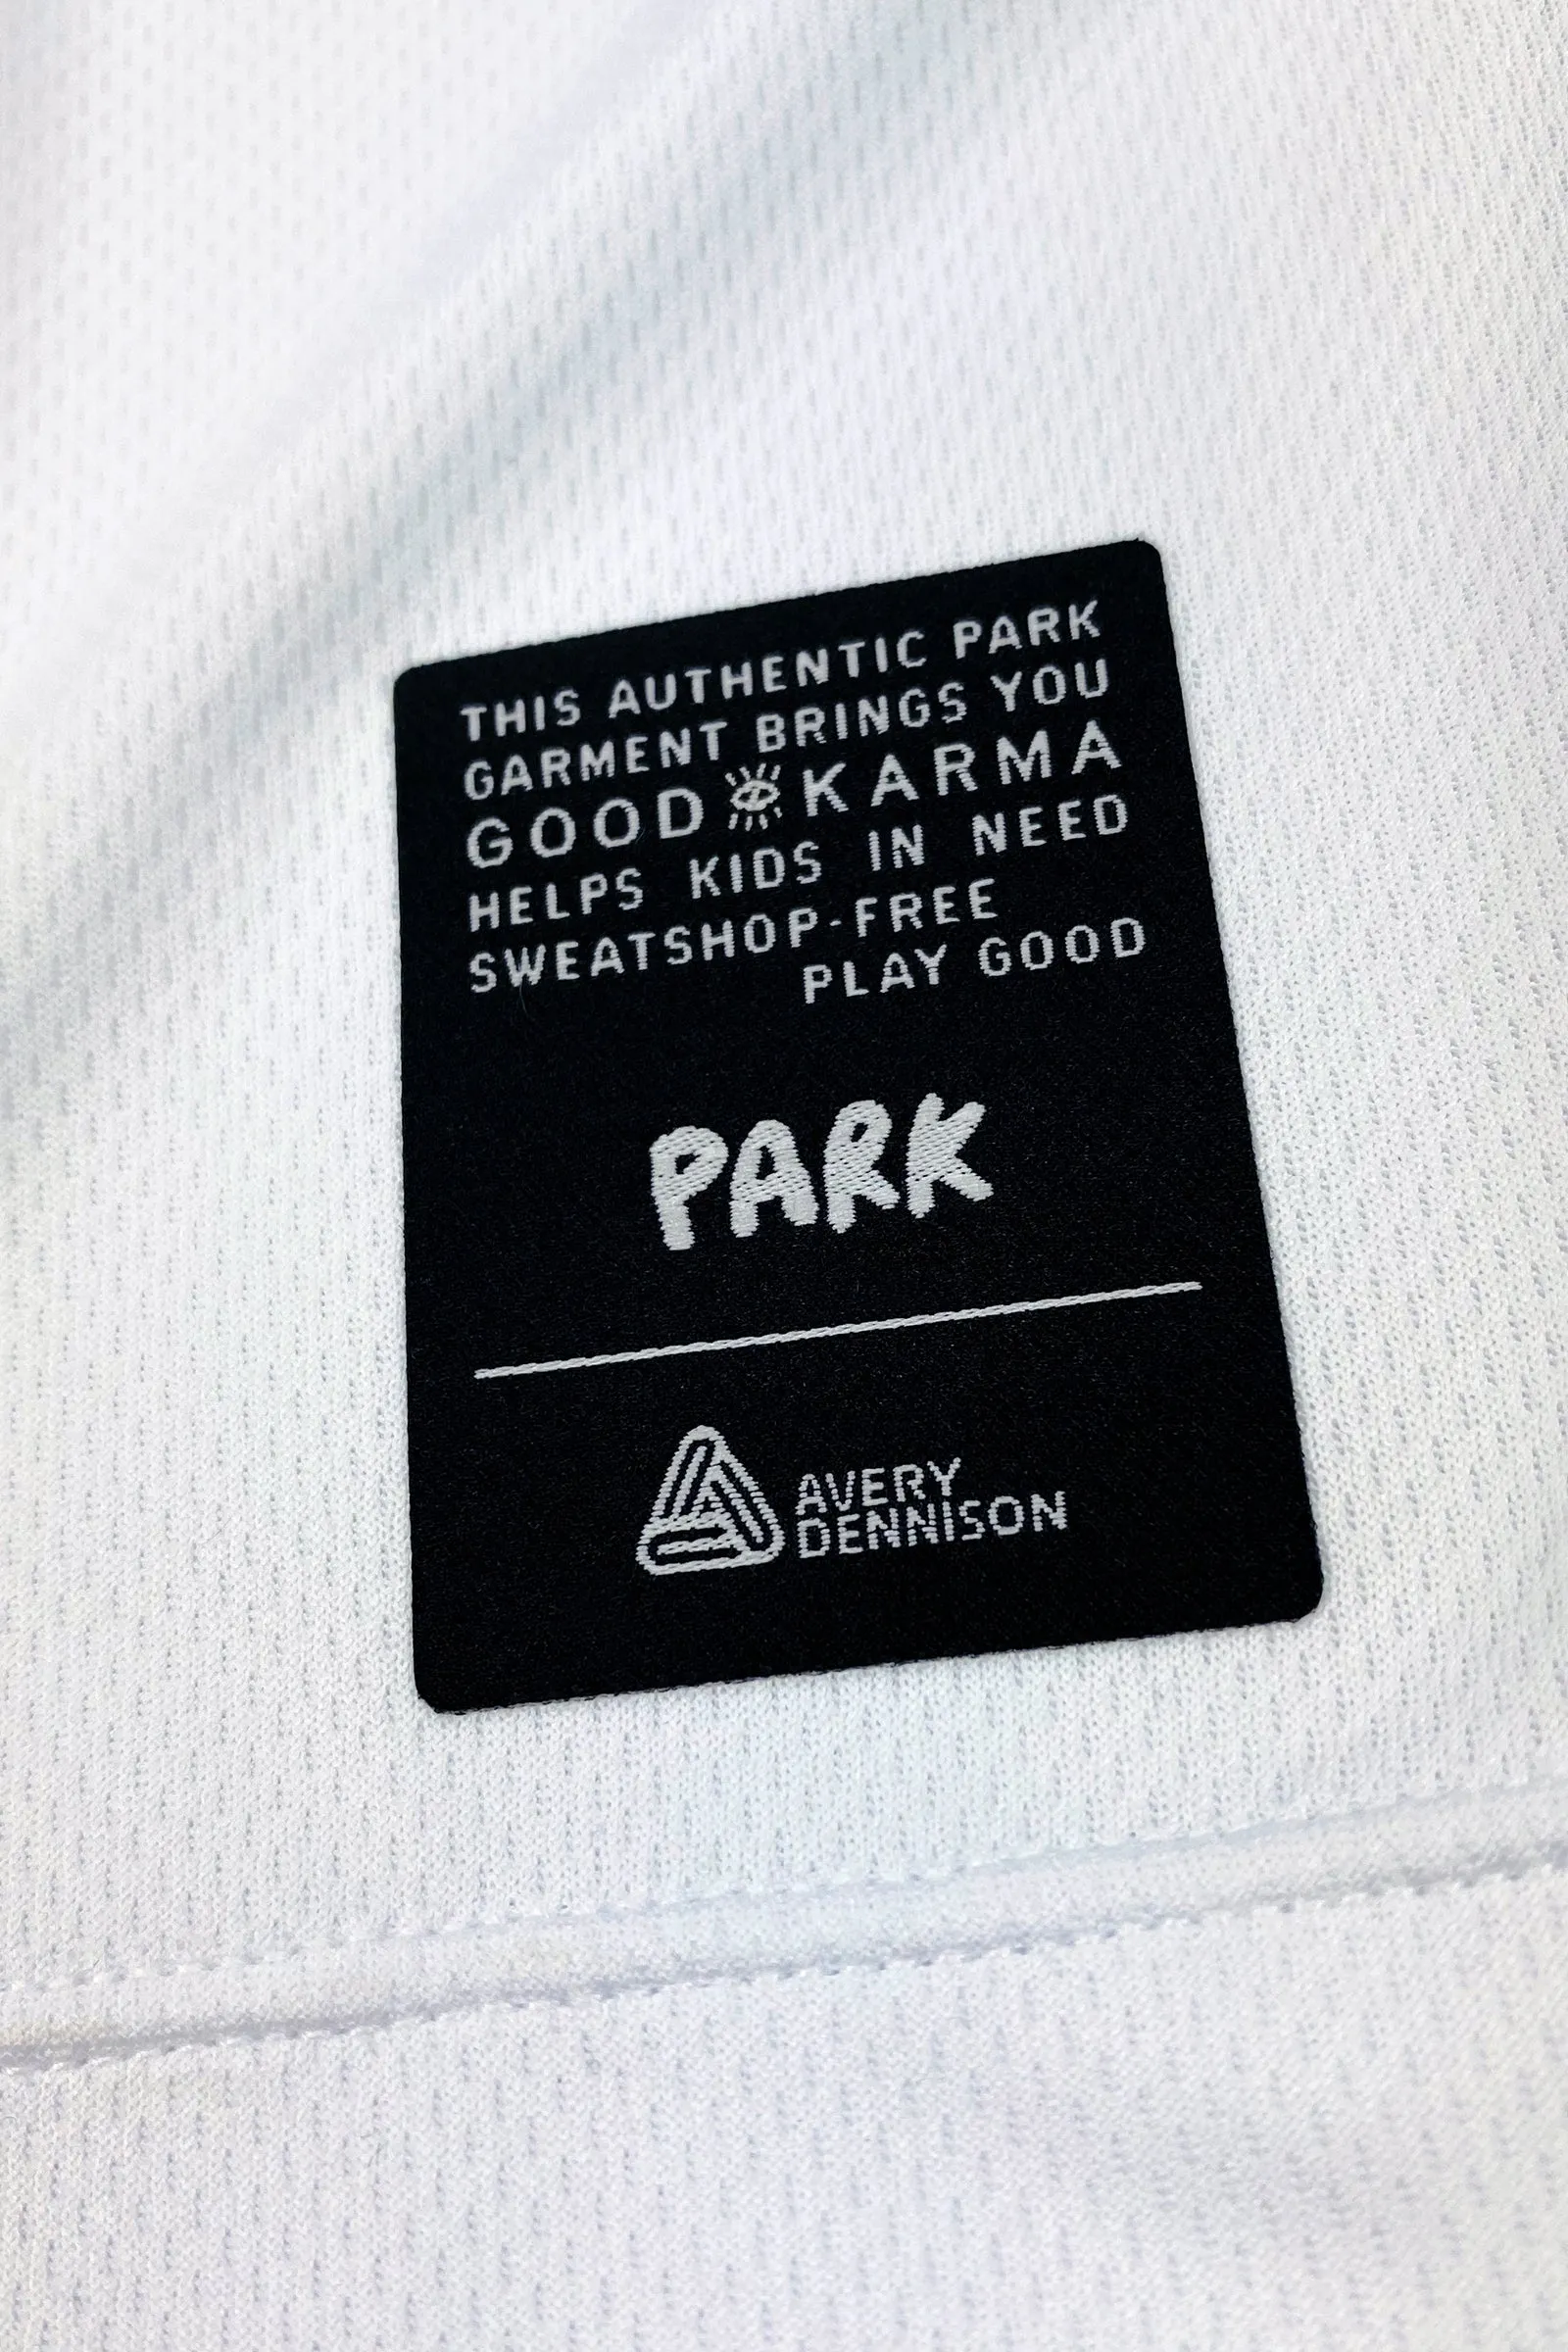 THIS AUTHENTIC PARK
GARMENT BRINGS YOU
GOOD KARMA
HELPS KIDS IN NEED
SWEATSHOP-FREE
PLAY GOOD
PARK
AVERY
DENNISON